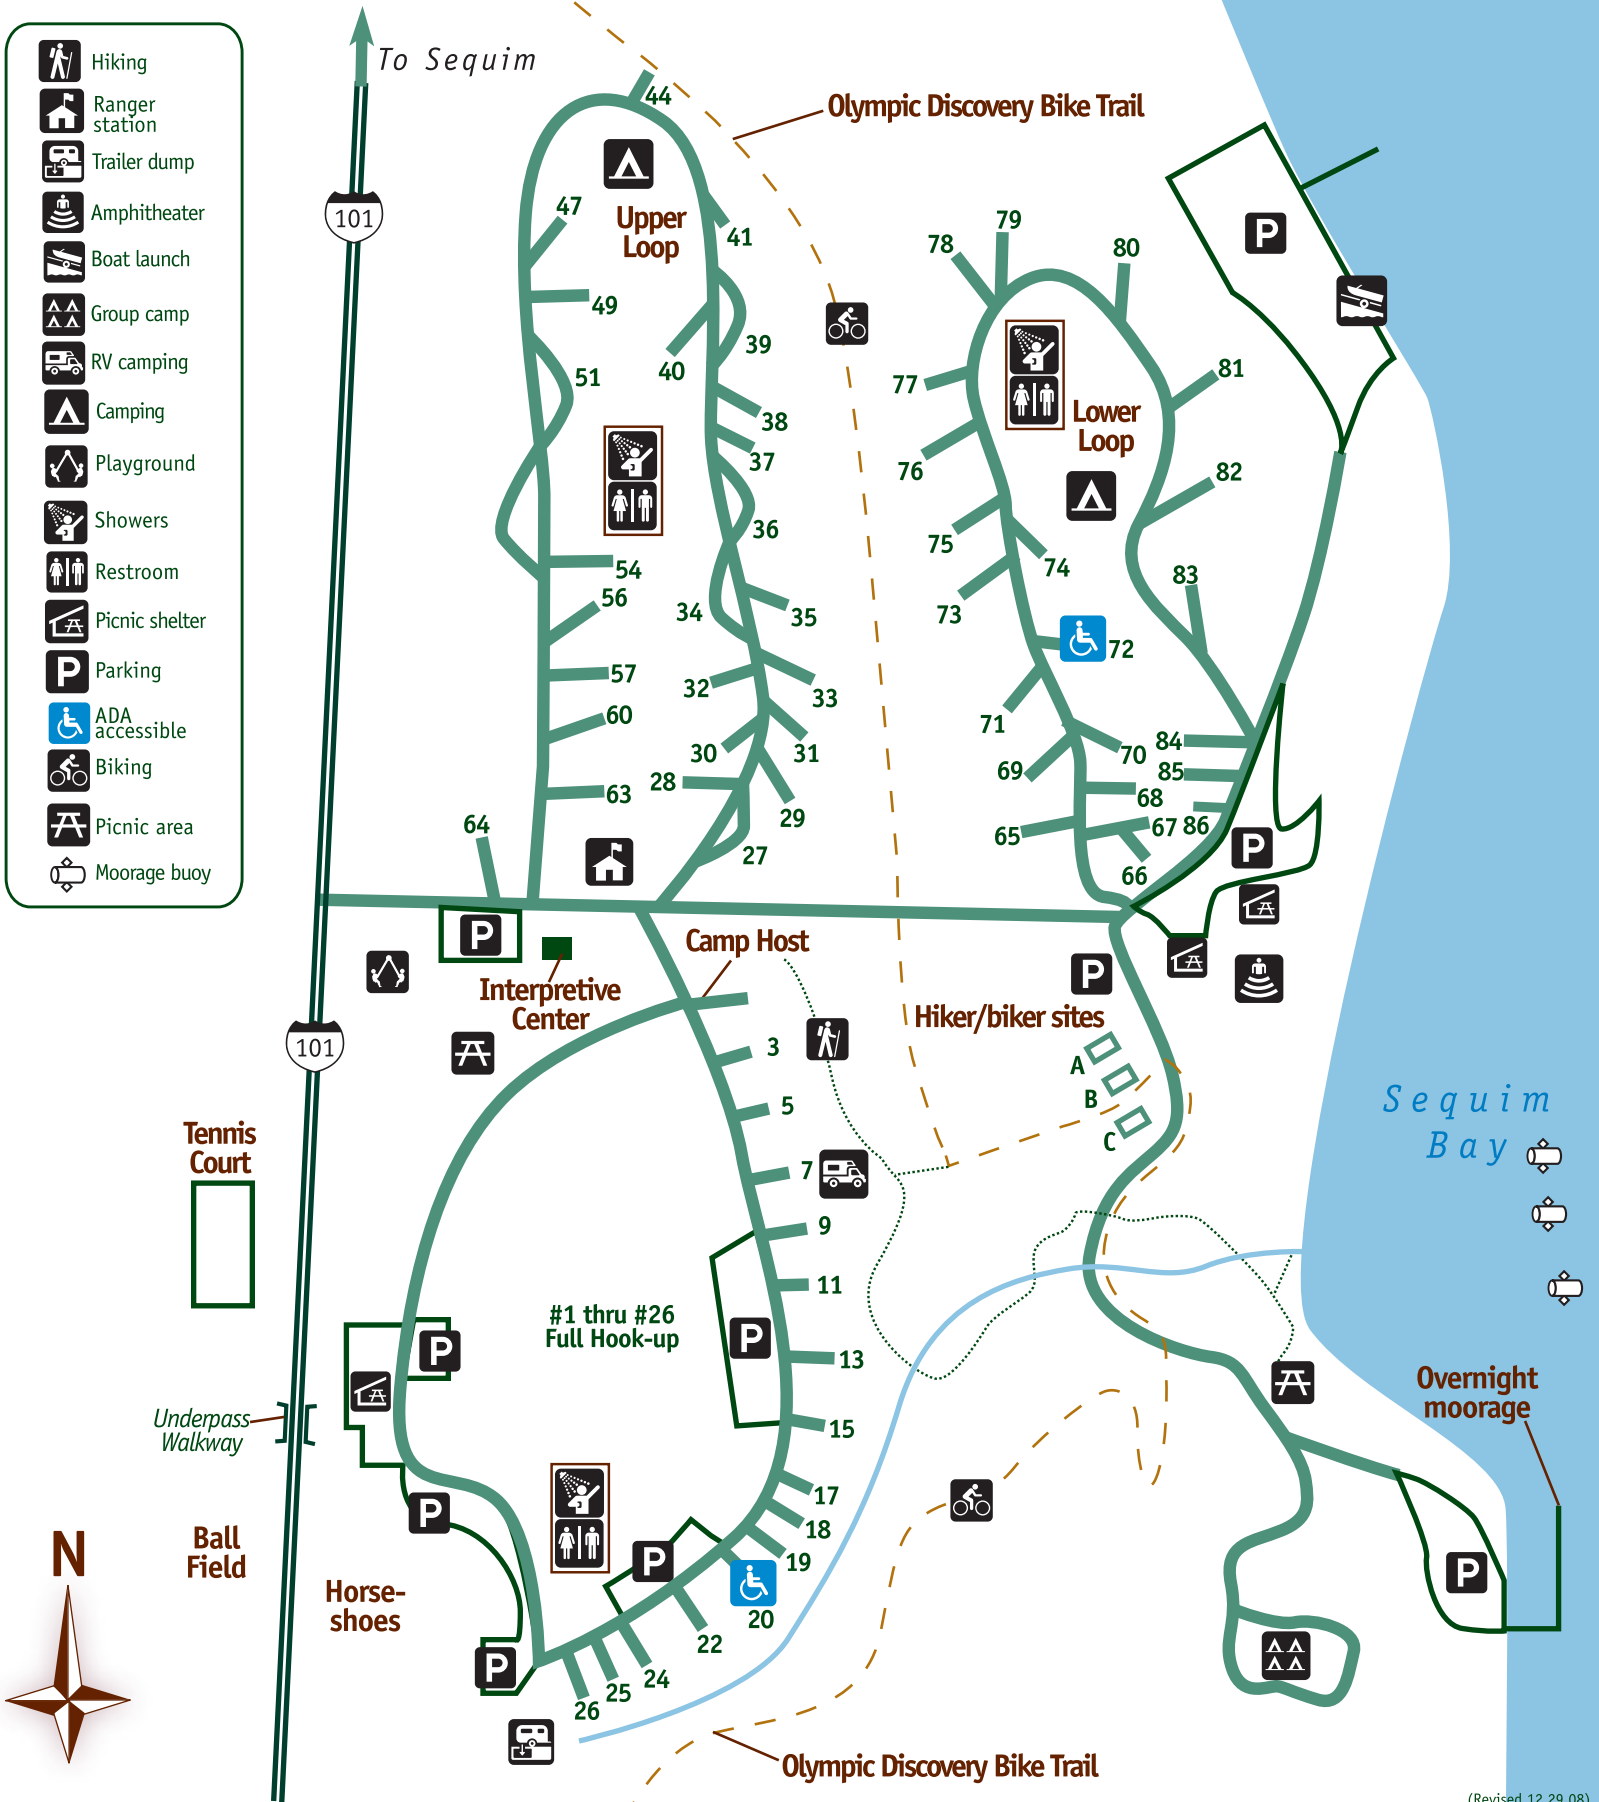 Hiking
Ranger
station
Trailer dump
Amphitheater
Boat launch
Group camp
RV camping
Camping
Playground
Showers
Restroom
Picnic shelter
P
Parking
ADA
accessible
Biking
Picnic area
Moorage buoy
To Sequim
101
101
Olympic Discovery Bike Trail
44
47
Upper
Loop
41
49
39
40
51
38
37
36
54
56
34
35
57
32
33
60
30
31
28
63
29
64
27
79
78
80
P
77
81
Lower
Loop
76
82
75
74
83
73
72
71
70
84
69
85
68
67
86
65
66
P
P
Camp Host
Interpretive
Center
P
Hiker/biker sites
A
B
C
3
5
7
9
11
13
15
17
18
19
20
22
24
25
26
#1 thru #26
Full Hook-up
P
P
P
P
P
Tennis
Court
Underpass
Walkway
Ball
Field
Horse-
shoes
N
Sequim
Bay
Overnight
moorage
P
Olympic Discovery Bike Trail
(Revised 12.29.08)